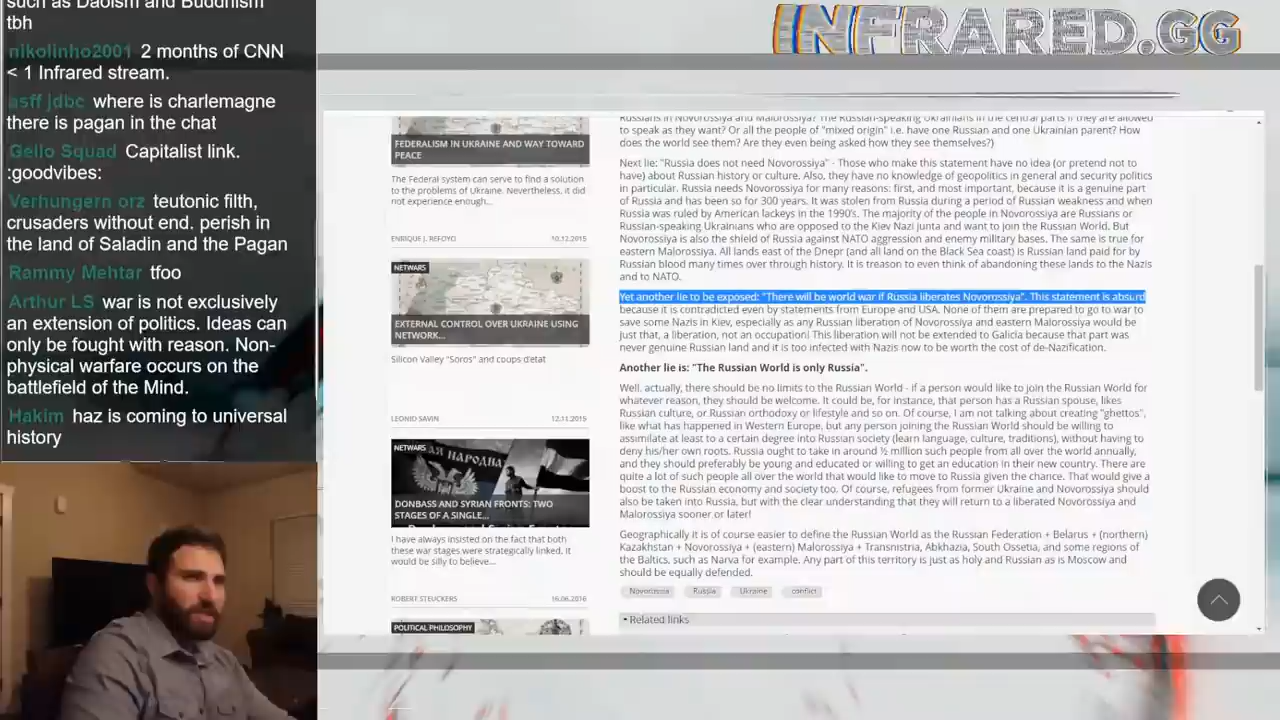 such as Daoism and Buddhism
tbh
nikolinho2001 2 months of CNN
< 1 Infrared stream.
asff jdbc where is charlemagne
there is pagan in the chat
Gello Squad Capitalist link.
:goodvibes:
Verhungern orz teutonic filth,
crusaders without end. perish in
the land of Saladin and the Pagan
Rammy Mehtar tfoo
Arthur LS war is not exclusively
an extension of politics. Ideas can
only be fought with reason. Non-
physical warfare occurs on the
battlefield of the Mind.
Hakim haz is coming to universal
history
INFRARED.GG
FEDERALISM IN UKRAINE AND WAY TOWARD
PEACE
The Federal system can serve to find a solution
to the problems of Ukraine. Nevertheless, it did
not experience enough...
ENRIQUE J. REFOYO 10.12.2015
NETWARS
EXTERNAL CONTROL OVER UKRAINE USING
NETWORK...
Silicon Valley "Soros" and coups d'etat
LEONID SAVIN 12.11.2015
NETWARS
АЯ НАРОДНА
DONBASS AND SYRIAN FRONTS: TWO
STAGES OF A SINGLE...
I have always insisted on the fact that both
these war stages were strategically linked, it
would be silly to believe...
ROBERT STEUCKERS 16.06.2016
POLITICAL PHILOSOPHY
Russians in Novorossiya and Malorossiya? The Russian-speaking Ukrainians in the central parts if they are allowed
to speak as they want? Or all the people of "mixed origin" i.e. have one Russian and one Ukrainian parent? How
does the world see them? Are they even being asked how they see themselves?)
Next lie: "Russia does not need Novorossiya" - Those who make this statement have no idea (or pretend not to
have) about Russian history or culture. Also, they have no knowledge of geopolitics in general and security politics
in particular. Russia needs Novorossiya for many reasons: first, and most important, because it is a genuine part
of Russia and has been so for 300 years. It was stolen from Russia during a period of Russian weakness and when
Russia was ruled by American lackeys in the 1990's. The majority of the people in Novorossiya are Russians or
Russian-speaking Ukrainians who are opposed to the Kiev Nazi junta and want to join the Russian World. But
Novorossiya is also the shield of Russia against NATO aggression and enemy military bases. The same is true for
eastern Malorossiya. All lands east of the Dnepr (and all land on the Black Sea coast) is Russian land paid for by
Russian blood many times over through history. It is treason to even think of abandoning these lands to the Nazis
and to NATO.
Yet another lie to be exposed: "There will be world war if Russia liberates Novorossiya". This statement is absurd
because it is contradicted even by statements from Europe and USA. None of them are prepared to go to war to
save some Nazis in Kiev, especially as any Russian liberation of Novorossiya and eastern Malorossiya would be
just that, a liberation, not an occupation! This liberation will not be extended to Galicia because that part was
never genuine Russian land and it is too infected with Nazis now to be worth the cost of de-Nazification.
Another lie is: "The Russian World is only Russia".
Well, actually, there should be no limits to the Russian World - if a person would like to join the Russian World for
whatever reason, they should be welcome. It could be, for instance, that person has a Russian spouse, likes
Russian culture, or Russian orthodoxy or lifestyle and so on. Of course, I am not talking about creating "ghettos",
like what has happened in Western Europe, but any person joining the Russian World should be willing to
assimilate at least to a certain degree into Russian society (learn language, culture, traditions), without having to
deny his/her own roots. Russia ought to take in around ½ million such people from all over the world annually,
and they should preferably be young and educated or willing to get an education in their new country. There are
quite a lot of such people all over the world that would like to move to Russia given the chance. That would give a
boost to the Russian economy and society too. Of course, refugees from former Ukraine and Novorossiya should
also be taken into Russia, but with the clear understanding that they will return to a liberated Novorossiya and
Malorossiya sooner or later!
Geographically it is of course easier to define the Russian World as the Russian Federation + Belarus + (northern)
Kazakhstan + Novorossiya + (eastern) Malorossiya + Transnistria, Abkhazia, South Ossetia, and some regions of
the Baltics, such as Narva for example. Any part of this territory is just as holy and Russian as is Moscow and
should be equally defended.
Novorossia Russia Ukraine conflict
Related links